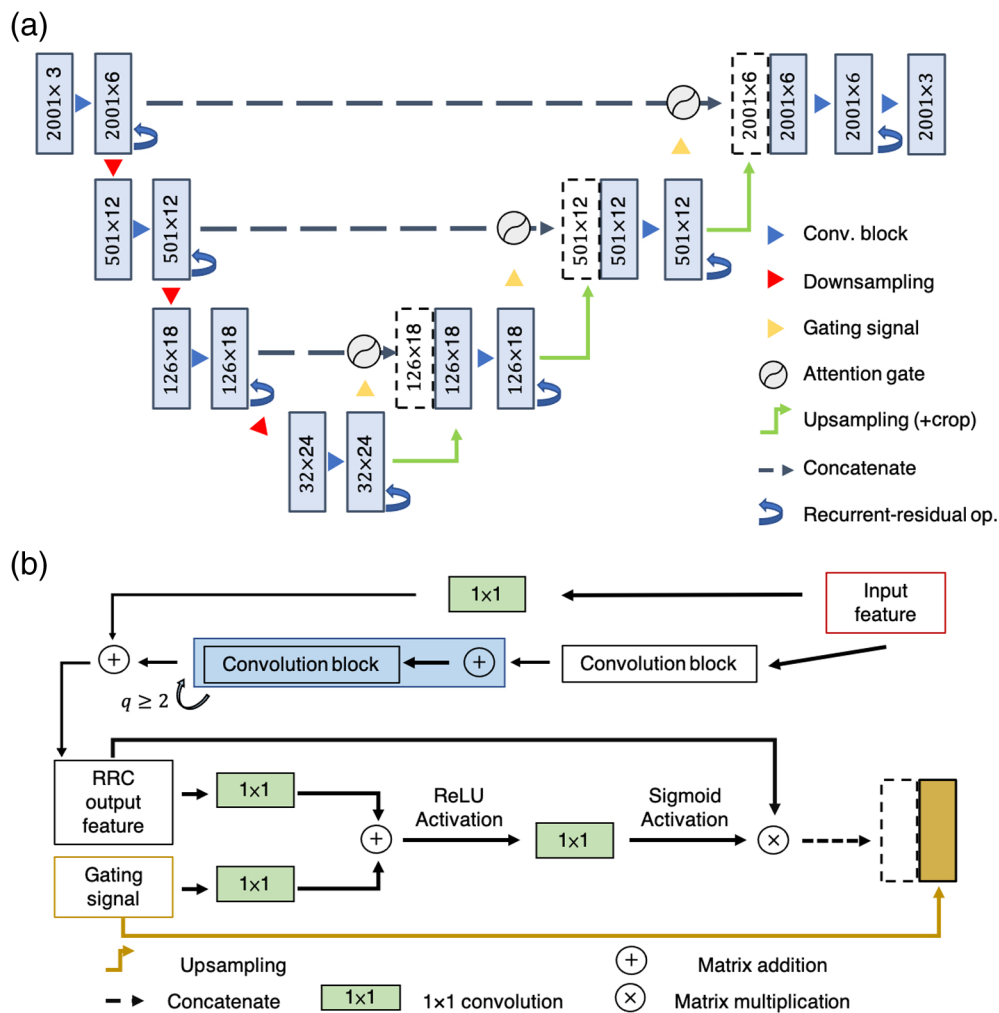 (a)
2001× 3
2001×6
2001×6
2001×6
2001×6
2001×3
501×12
501×12
501×12
501×12
501×12
126×18
126×18
126×18
126×18
126×18
32×24
32×24
Conv. block
Downsampling
Gating signal
Attention gate
Upsampling (+crop)
Concatenate
Recurrent-residual op.
(b)
1×1
Input
feature
+
Convolution block
+
Convolution block
q ≥ 2
RRC
output
feature
1×1
ReLU
Activation
Sigmoid
Activation
+
1×1
×
Gating
signal
1×1
Upsampling
+
Matrix addition
Concatenate
1×1
1×1 convolution
×
Matrix multiplication